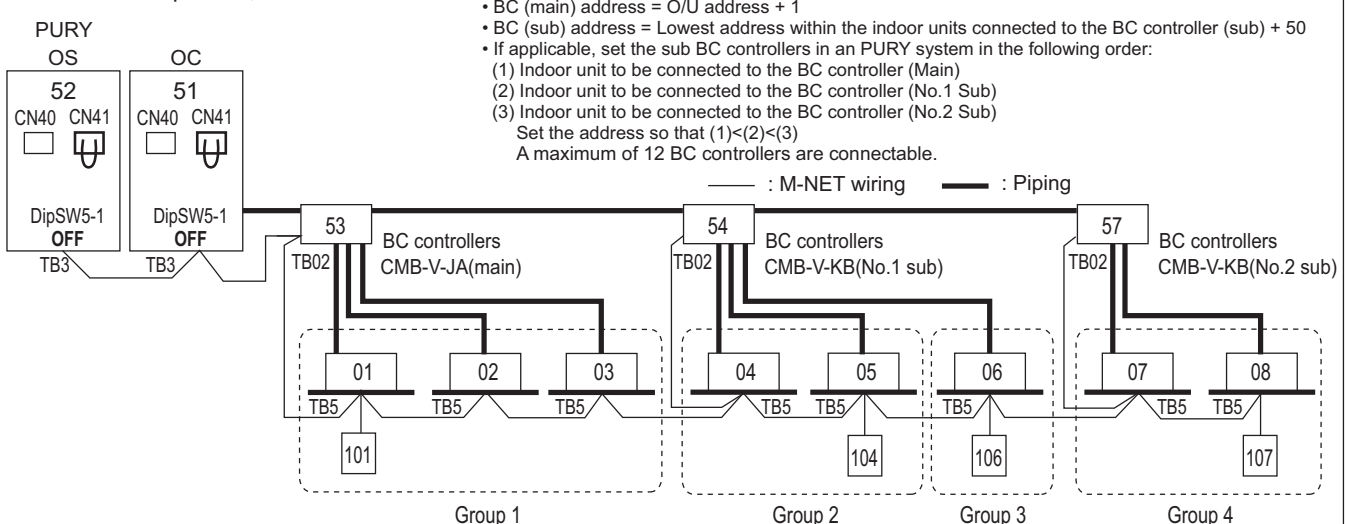 • BC (main) address = O/U address + 1
• BC (sub) address = Lowest address within the indoor units connected to the BC controller (sub) + 50
• If applicable, set the sub BC controllers in an PURY system in the following order:
(1) Indoor unit to be connected to the BC controller (Main)
(2) Indoor unit to be connected to the BC controller (No.1 Sub)
(3) Indoor unit to be connected to the BC controller (No.2 Sub)
Set the address so that (1)<(2)<(3)
A maximum of 12 BC controllers are connectable.
PURY
OS OC
52 51
CN40 CN41 CN40 CN41
DipSW5-1 DipSW5-1
OFF OFF
TB3 TB3
: M-NET wiring : Piping
53 54 57
BC controllers BC controllers BC controllers
TB02 CMB-V-JA(main) TB02 CMB-V-KB(No.1 sub) TB02 CMB-V-KB(No.2 sub)
01 02 03 04 05 06 07 08
TB5 TB5 TB5 TB5 TB5 TB5 TB5 TB5
101 104 106 107
Group 1 Group 2 Group 3 Group 4